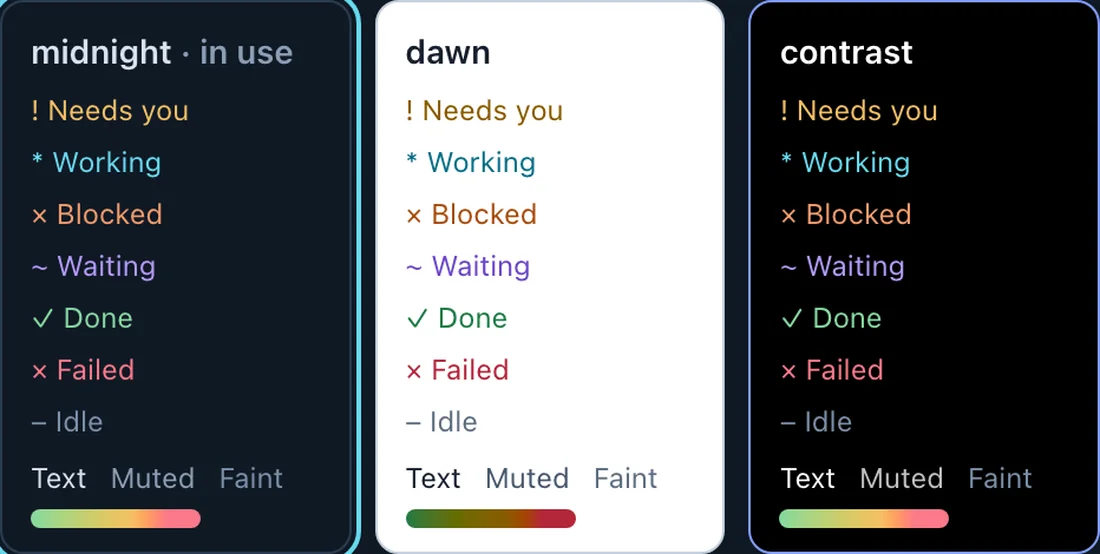 midnight · in use
! Needs you
* Working
× Blocked
~ Waiting
✓ Done
× Failed
– Idle
Text Muted Faint
dawn
! Needs you
* Working
× Blocked
~ Waiting
✓ Done
× Failed
– Idle
Text Muted Faint
contrast
! Needs you
* Working
× Blocked
~ Waiting
✓ Done
× Failed
– Idle
Text Muted Faint